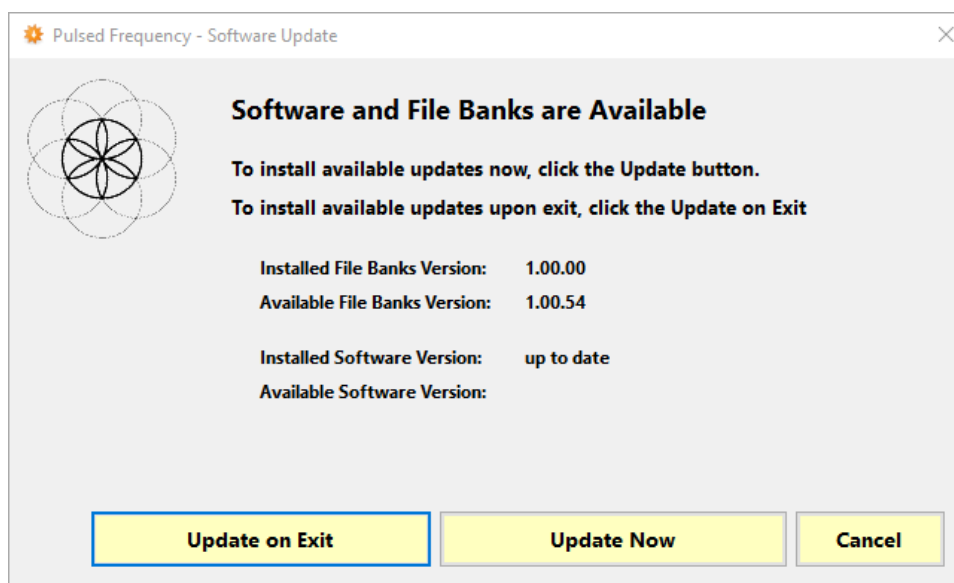 Pulsed Frequency - Software Update
Software and File Banks are Available
To install available updates now, click the Update button.
To install available updates upon exit, click the Update on Exit
Installed File Banks Version: 1.00.00
Available File Banks Version: 1.00.54
Installed Software Version: up to date
Available Software Version:
Update on Exit Update Now Cancel